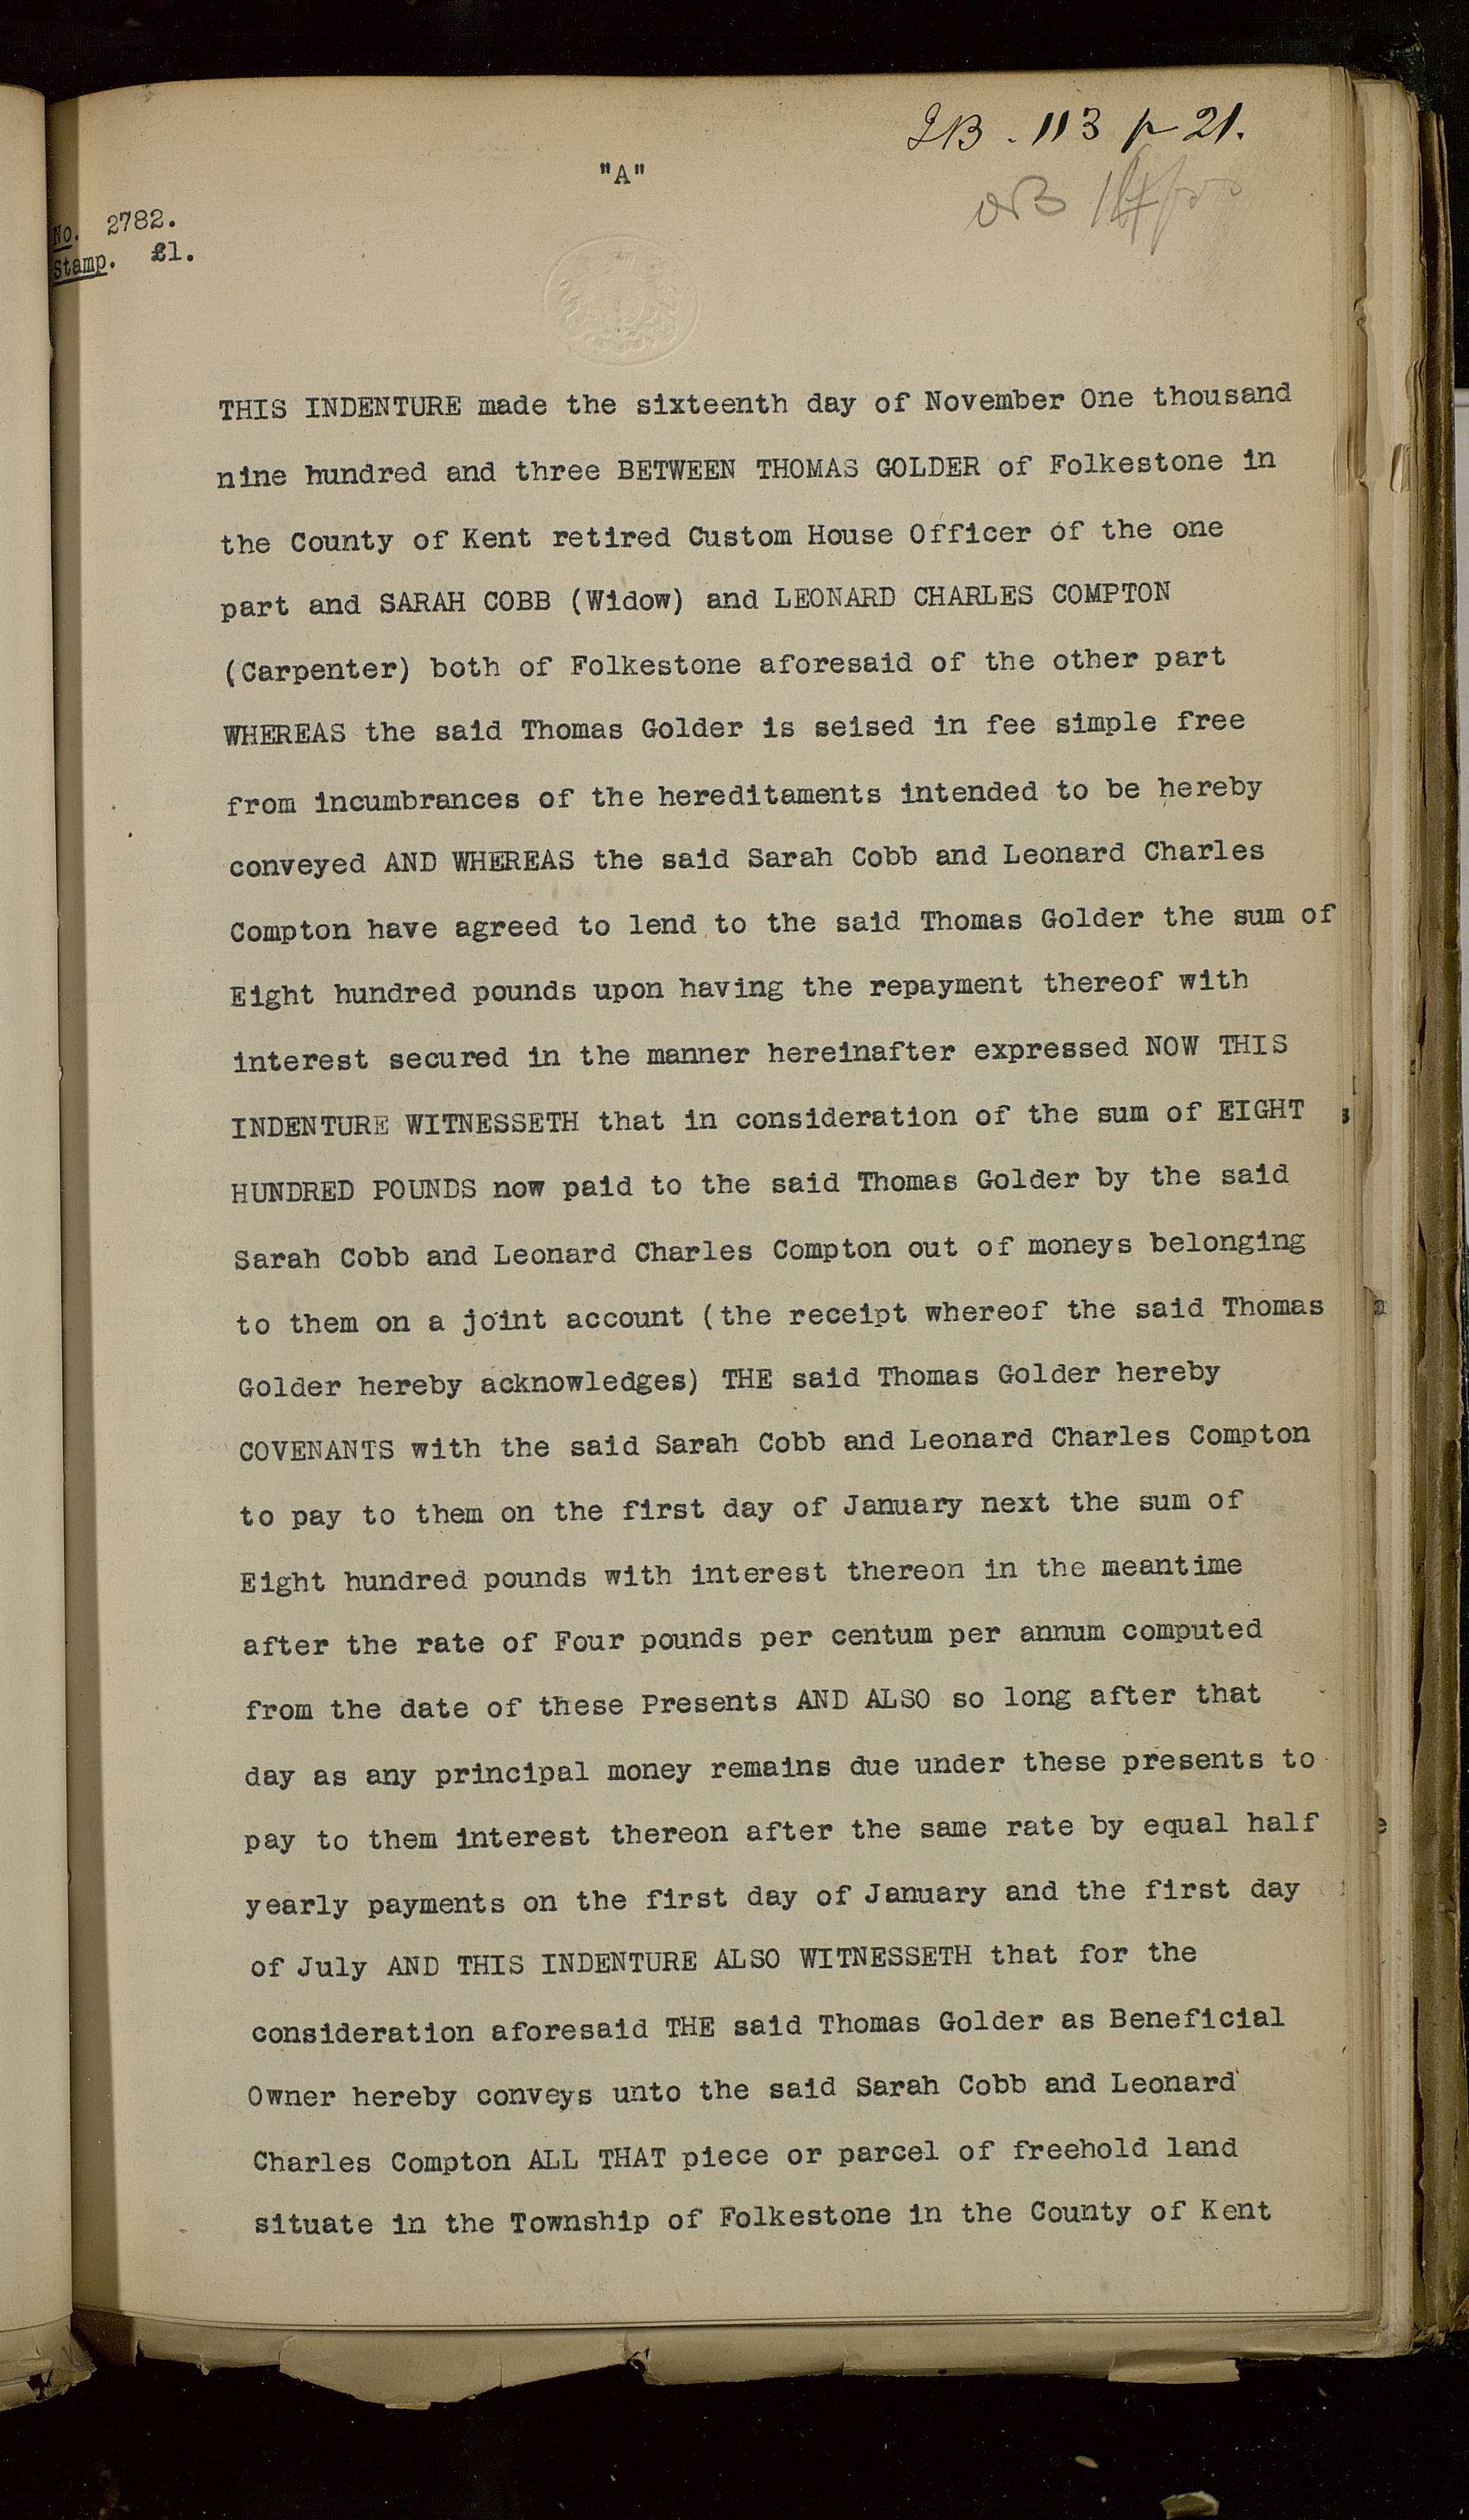 113 p 21.
"A"
No. 2782.
Stamp. £1.
THIS INDENTURE made the sixteenth day of November One thousand
nine hundred and three BETWEEN THOMAS GOLDER of Folkestone in
the County of Kent retired Custom House Officer of the one
part and SARAH COBB (Widow) and LEONARD CHARLES COMPTON
(Carpenter) both of Folkestone aforesaid of the other part
WHEREAS the said Thomas Golder is seised in fee simple free
from incumbrances of the hereditaments intended to be hereby
conveyed AND WHEREAS the said Sarah Cobb and Leonard Charles
Compton have agreed to lend to the said Thomas Golder the sum of
Eight hundred pounds upon having the repayment thereof with
interest secured in the manner hereinafter expressed NOW THIS
INDENTURE WITNESSETH that in consideration of the sum of EIGHT
HUNDRED POUNDS now paid to the said Thomas Golder by the said
Sarah Cobb and Leonard Charles Compton out of moneys belonging
to them on a joint account (the receipt whereof the said Thomas
Golder hereby acknowledges) THE said Thomas Golder hereby
COVENANTS with the said Sarah Cobb and Leonard Charles Compton
to pay to them on the first day of January next the sum of
Eight hundred pounds with interest thereon in the meantime
after the rate of Four pounds per centum per annum computed
from the date of these Presents AND ALSO so long after that
day as any principal money remains due under these presents to
pay to them interest thereon after the same rate by equal half
yearly payments on the first day of January and the first day
of July AND THIS INDENTURE ALSO WITNESSETH that for the
consideration aforesaid THE said Thomas Golder as Beneficial
Owner hereby conveys unto the said Sarah Cobb and Leonard
Charles Compton ALL THAT piece or parcel of freehold land
situate in the Township of Folkestone in the County of Kent